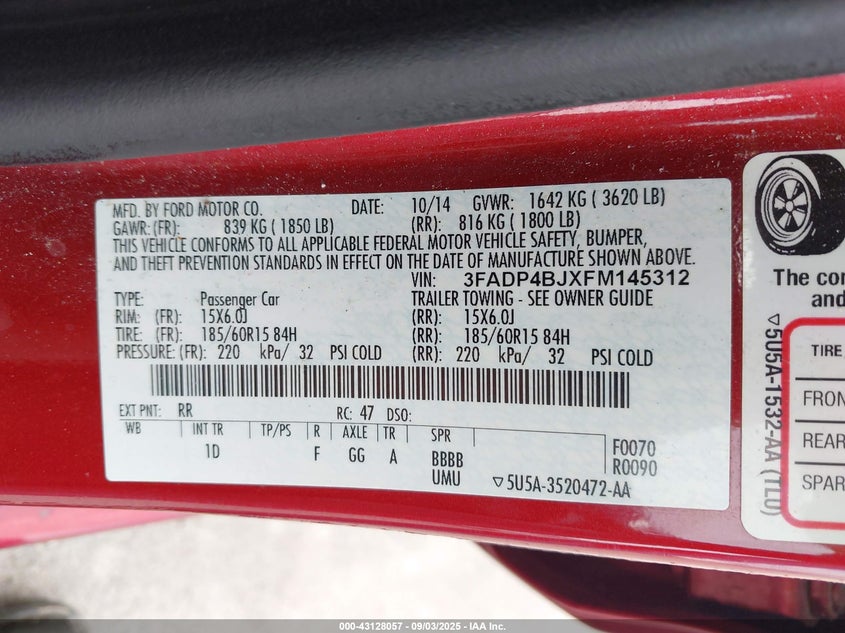 MFD. BY FORD MOTOR CO. DATE: 10/14 GVWR: 1642 KG ( 3620 LB)
GAWR: (FR): 839 KG ( 1850 LB) (RR): 816 KG ( 1800 LB)
THIS VEHICLE CONFORMS TO ALL APPLICABLE FEDERAL MOTOR VEHICLE SAFETY, BUMPER,
AND THEFT PREVENTION STANDARDS IN EFFECT ON THE DATE OF MANUFACTURE SHOWN ABOVE.
VIN: 3FADP4BJXFM145312
TYPE: Passenger Car TRAILER TOWING - SEE OWNER GUIDE
RIM: (FR): 15X6.0J (RR): 15X6.0J
TIRE: (FR): 185/60R15 84H (RR): 185/60R15 84H
PRESSURE: (FR): 220 kPa/ 32 PSI COLD (RR): 220 kPa/ 32 PSI COLD
EXT PNT: RR RC: 47 DSO:
WB INT TR TP/PS R AXLE TR SPR
1D F GG A BBBB
UMU
F0070
R0090
▽5U5A-3520472-AA
The con
and
▽5U5A-1532-AA (TLU)
TIRE
FRON
REAR
SPAR
000-43128057 - 09/03/2025 - IAA Inc.